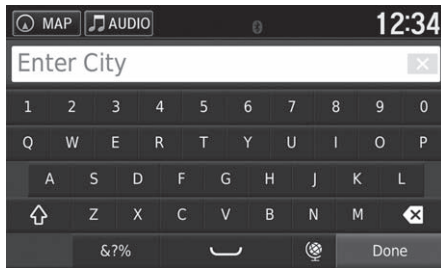 MAP AUDIO 12:34
Enter City
1 2 3 4 5 6 7 8 9 0
Q W E R T Y U I O P
A S D F G H J K L
Z X C V B N M
&?% Done